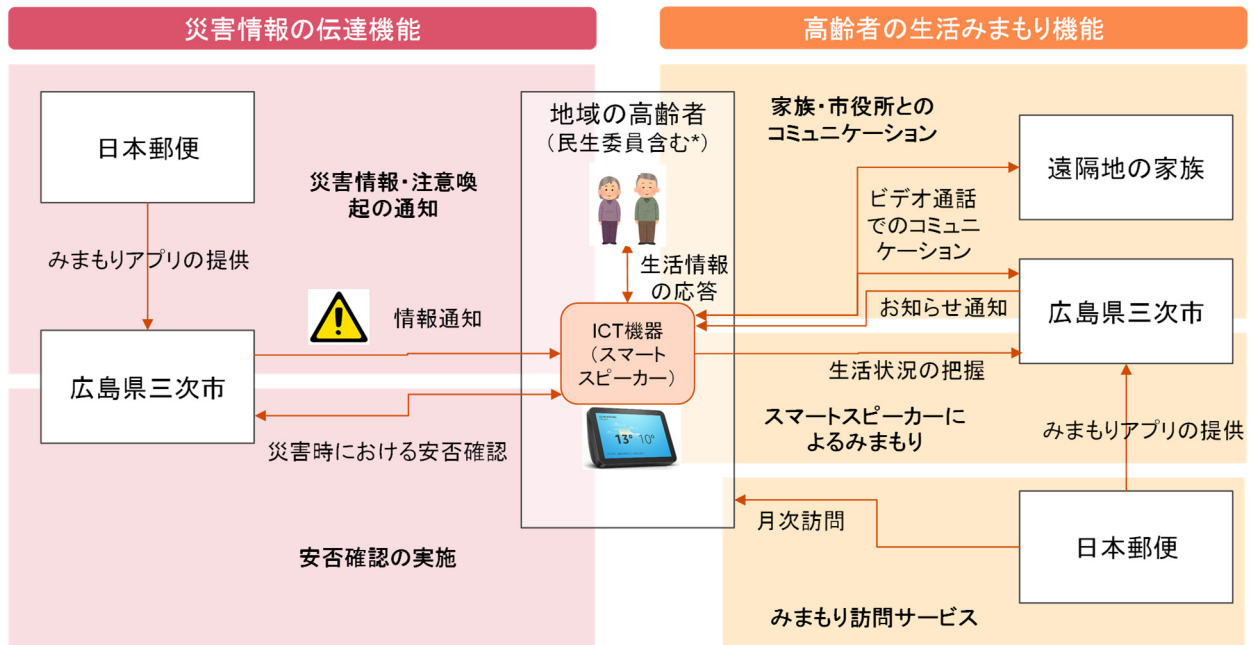 災害情報の伝達機能
高齢者の生活みまもり機能
日本郵便
みまもりアプリの提供
広島県三次市
災害情報・注意喚
起の通知
情報通知
災害時における安否確認
安否確認の実施
地域の高齢者
（民生委員含む*）
生活情報
の応答
ICT機器
（スマート
スピーカー）
13° 10°
家族・市役所との
コミュニケーション
遠隔地の家族
ビデオ通話
でのコミュニ
ケーション
お知らせ通知
広島県三次市
生活状況の把握
スマートスピーカーに
よるみまもり
みまもりアプリの提供
月次訪問
日本郵便
みまもり訪問サービス